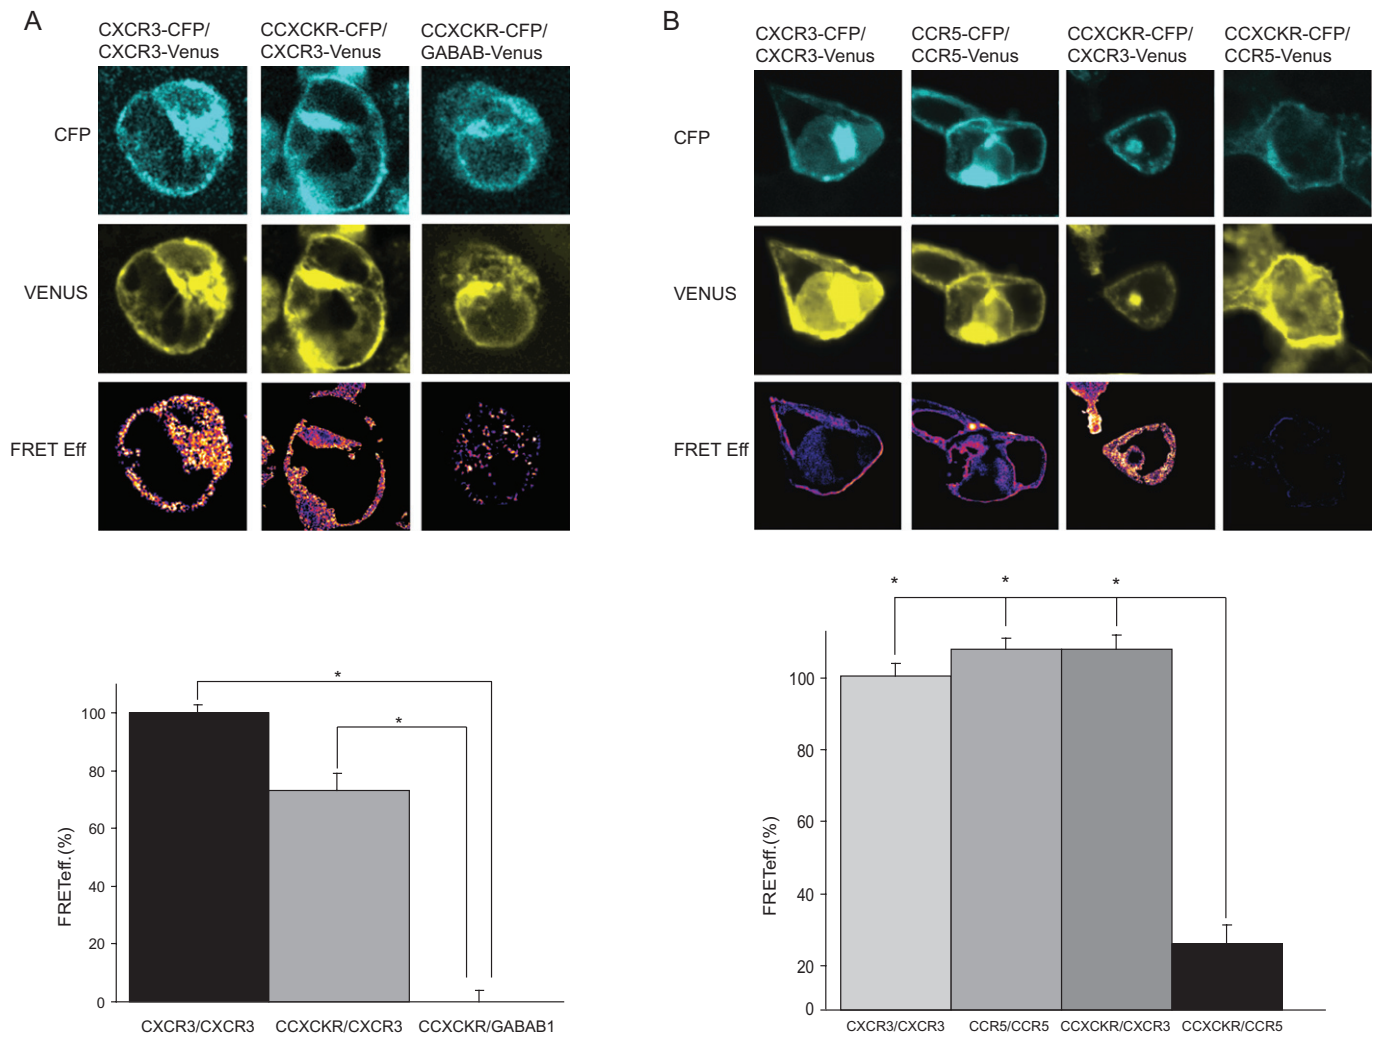 A
CXCR3-CFP/
CXCR3-Venus
CCXCKR-CFP/
CXCR3-Venus
CCXCKR-CFP/
GABAB-Venus
CFP
VENUS
FRET Eff
FRETeff.(%)
100
80
60
40
20
0
*
*
CXCR3/CXCR3
CCXCKR/CXCR3
CCXCKR/GABAB1
B
CXCR3-CFP/
CXCR3-Venus
CCR5-CFP/
CCR5-Venus
CCXCKR-CFP/
CXCR3-Venus
CCXCKR-CFP/
CCR5-Venus
CFP
VENUS
FRET Eff
FRETeff.(%)
100
80
60
40
20
0
*
*
*
CXCR3/CXCR3
CCR5/CCR5
CCXCKR/CXCR3
CCXCKR/CCR5